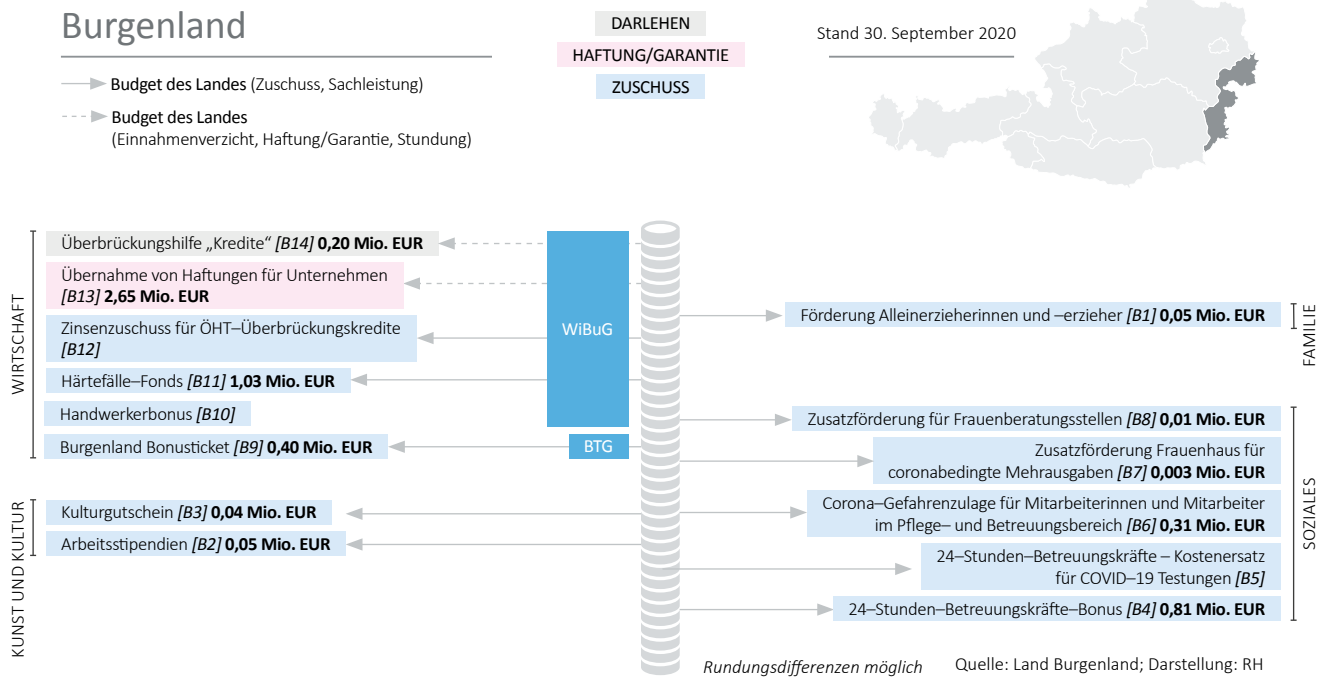 Burgenland
DARLEHEN
HAFTUNG/GARANTIE
ZUSCHUSS
Stand 30. September 2020
Budget des Landes (Zuschuss, Sachleistung)
Budget des Landes
(Einnahmenverzicht, Haftung/Garantie, Stundung)
WIRTSCHAFT
Überbrückungshilfe „Kredite“ [B14] 0,20 Mio. EUR
Übernahme von Haftungen für Unternehmen
[B13] 2,65 Mio. EUR
Zinsenzuschuss für ÖHT–Überbrückungskredite
[B12]
Härtefälle–Fonds [B11] 1,03 Mio. EUR
Handwerkerbonus [B10]
Burgenland Bonusticket [B9] 0,40 Mio. EUR
WiBuG
BTG
KUNST UND KULTUR
Kulturgutschein [B3] 0,04 Mio. EUR
Arbeitsstipendien [B2] 0,05 Mio. EUR
Förderung Alleinerzieherinnen und –erzieher [B1] 0,05 Mio. EUR
FAMILIE
Zusatzförderung für Frauenberatungsstellen [B8] 0,01 Mio. EUR
Zusatzförderung Frauenhaus für
coronabedingte Mehrausgaben [B7] 0,003 Mio. EUR
Corona–Gefahrenzulage für Mitarbeiterinnen und Mitarbeiter
im Pflege– und Betreuungsbereich [B6] 0,31 Mio. EUR
24–Stunden–Betreuungskräfte – Kostenersatz
für COVID–19 Testungen [B5]
24–Stunden–Betreuungskräfte–Bonus [B4] 0,81 Mio. EUR
SOZIALES
Rundungsdifferenzen möglich
Quelle: Land Burgenland; Darstellung: RH